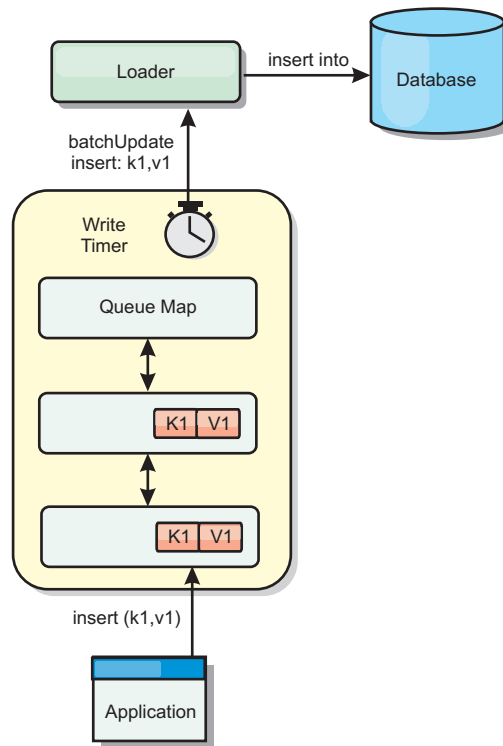 Loader
insert into
Database
batchUpdate
insert: k1,v1
Write
Timer
Queue Map
K1 V1
K1 V1
insert (k1,v1)
Application